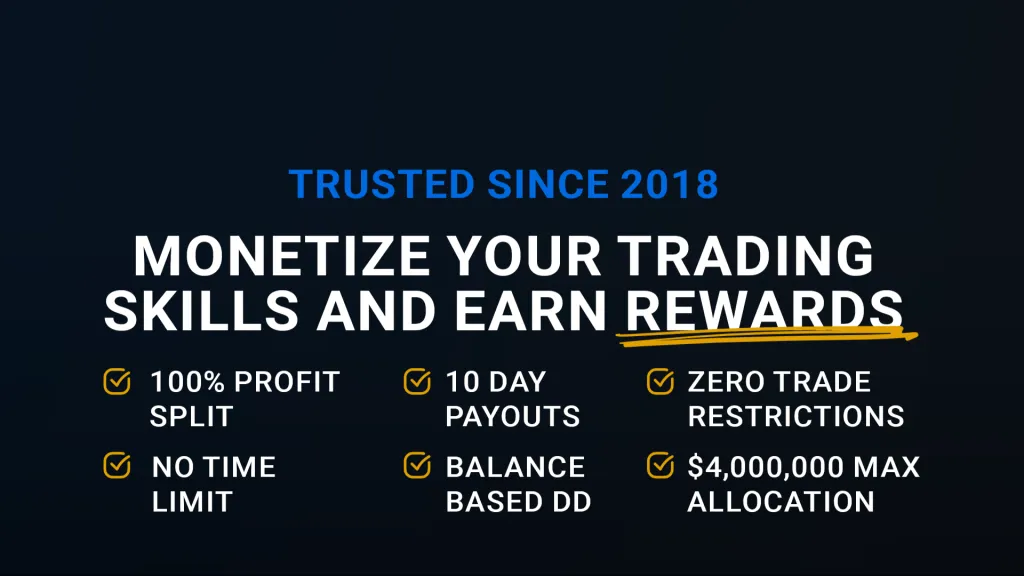 TRUSTED SINCE 2018
MONETIZE YOUR TRADING
SKILLS AND EARN REWARDS
100% PROFIT
SPLIT
10 DAY
PAYOUTS
ZERO TRADE
RESTRICTIONS
NO TIME
LIMIT
BALANCE
BASED DD
$4,000,000 MAX
ALLOCATION